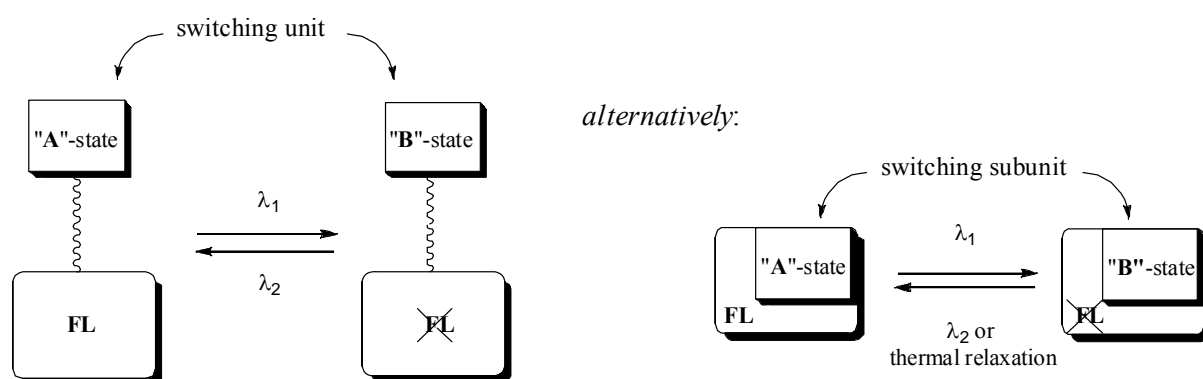 switching unit
"A"-state
"B"-state
λ1
λ2
FL
FL
alternatively:
switching subunit
"A"-state
"B"-state
λ1
FL
FL
λ2 or
thermal relaxation